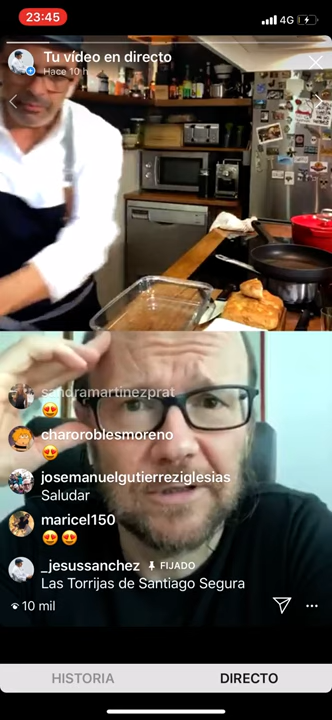 23:45
4G
Tu vídeo en directo
Hace 10 h
sandramartinezprat
charoroblesmoreno
josemanuelgutierreziglesias
Saludar
maricel150
_jesussanchez FIJADO
Las Torrijas de Santiago Segura
10 mil
HISTORIA DIRECTO